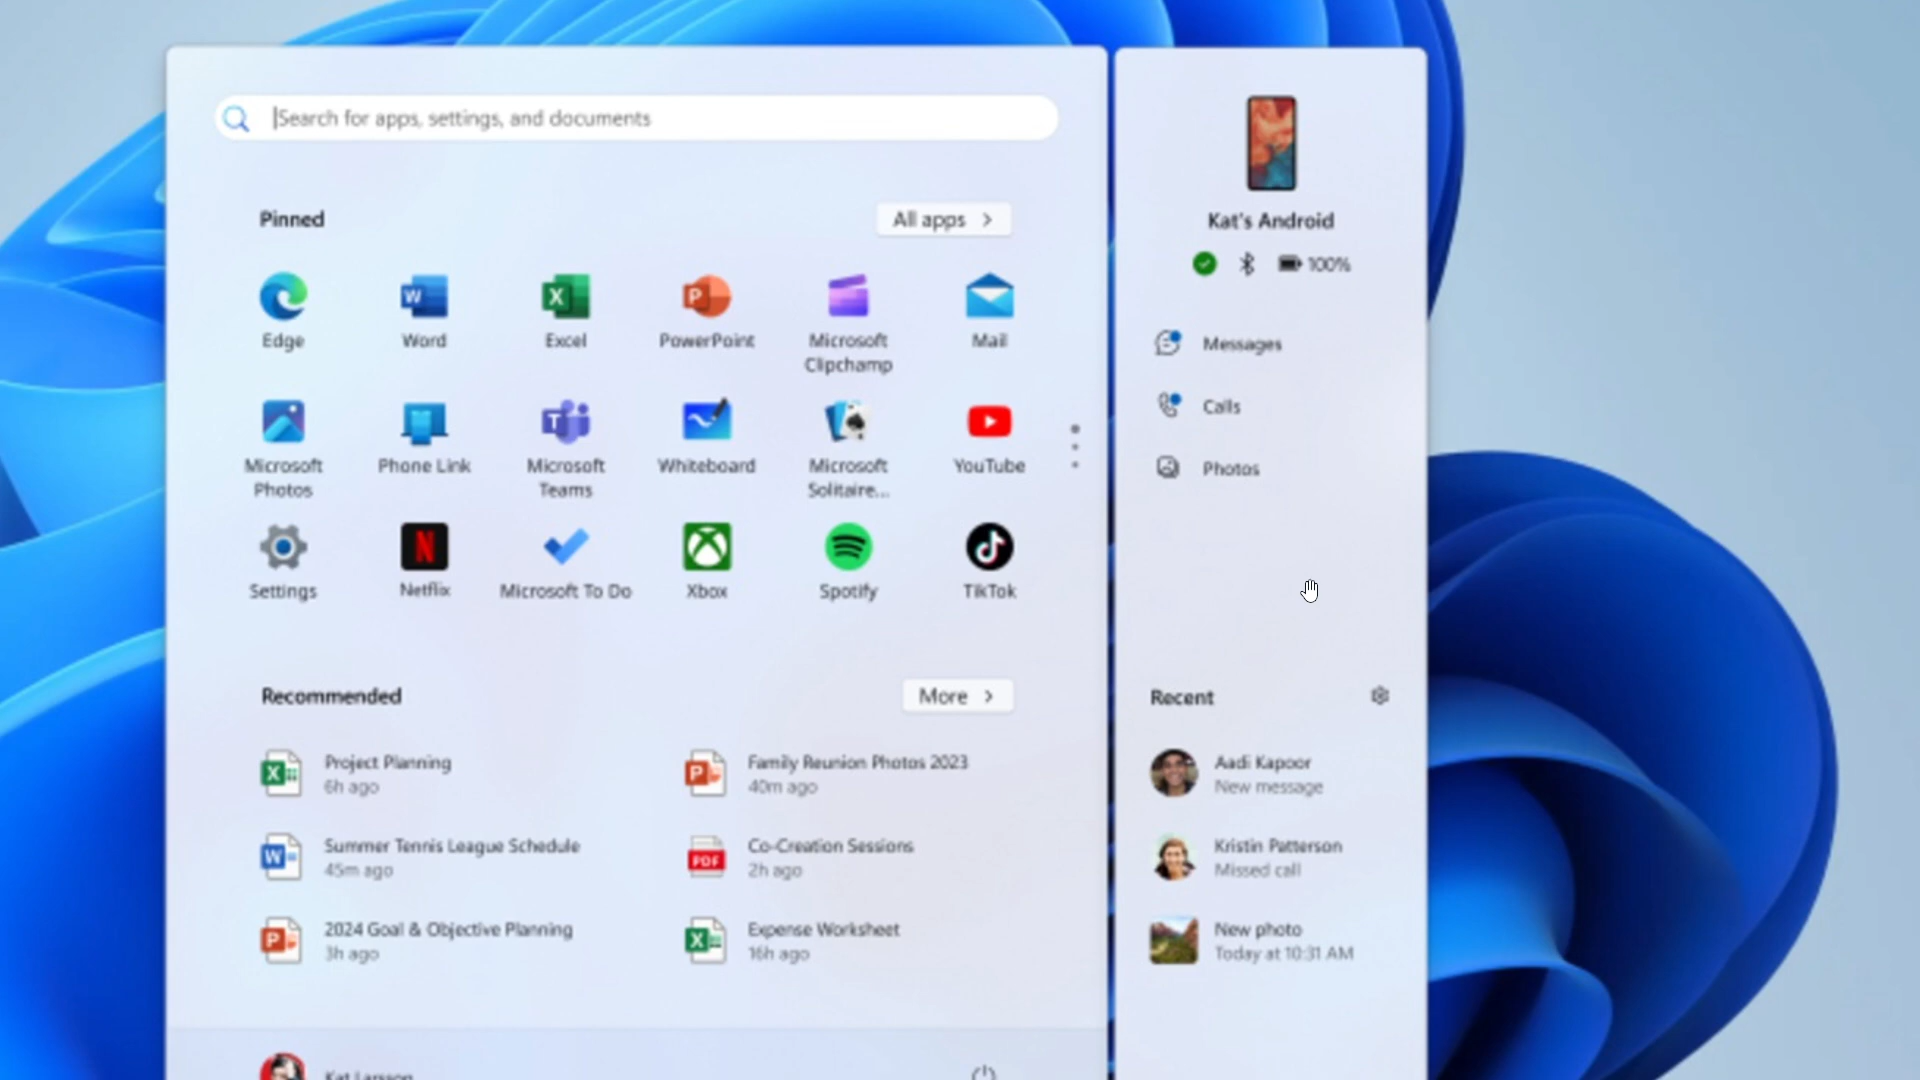 Search for apps, settings, and documents
Pinned
All apps
Edge
Word
Excel
PowerPoint
Microsoft
Clipchamp
Mail
Microsoft
Photos
Phone Link
Microsoft
Teams
Whiteboard
Microsoft
Solitaire...
YouTube
Settings
Netflix
Microsoft To Do
Xbox
Spotify
TikTok
Recommended
More
Project Planning
6h ago
Family Reunion Photos 2023
40m ago
Summer Tennis League Schedule
45m ago
PDF
Co-Creation Sessions
2h ago
2024 Goal & Objective Planning
3h ago
Expense Worksheet
16h ago
Kat Larsson
Kat's Android
100%
Messages
Calls
Photos
Recent
Aadi Kapoor
New message
Kristin Patterson
Missed call
New photo
Today at 10:31 AM